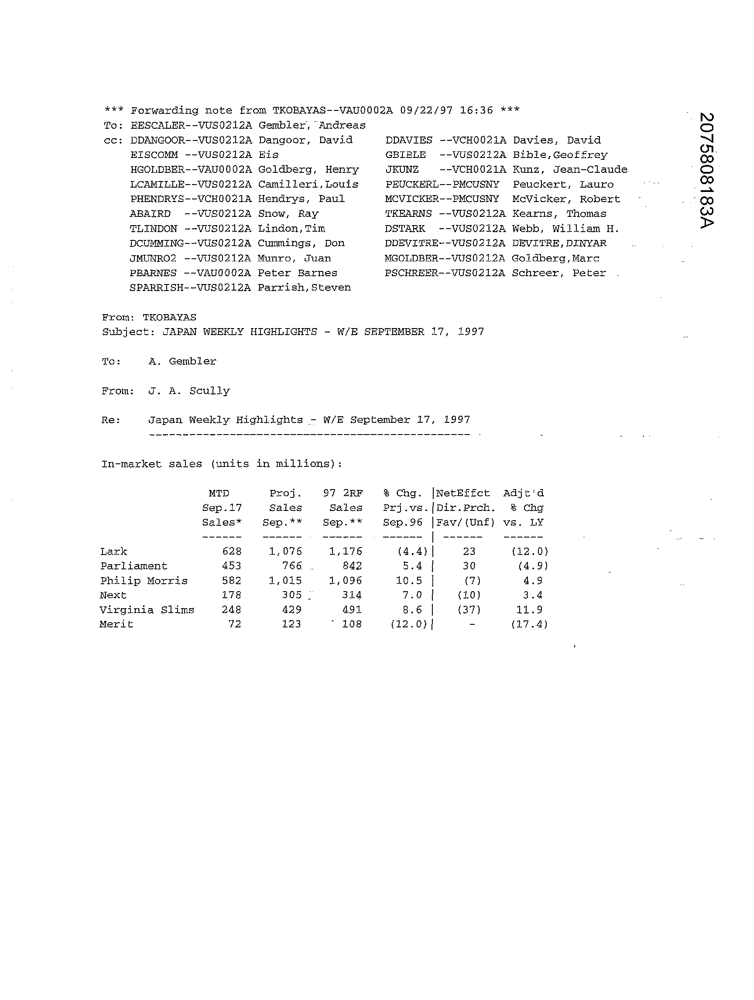 *** Forwarding note from TKOBAYAS--VAU0002A 09/22/97 16:36 ***
To: EESCALER--VUS0212A Gembler, Andreas
cc: DDANGOOR--VUS0212A Dangoor, David DDAVIES --VCH0021A Davies, David
EISCOMM --VUS0212A Eis GBIBLE --VUS0212A Bible,Geoffrey
HGOLDBER--VAU0002A Goldberg, Henry JKUNZ --VCH0021A Kunz, Jean-Claude
LCAMILLE--VUS0212A Camilleri,Louis PEUCKERL--PMCUSNY Peuckert, Lauro
PHENDRYS--VCH0021A Hendrys, Paul MCVICKER--PMCUSNY McVicker, Robert
ABAIRD --VUS0212A Snow, Ray TKEARNS --VUS0212A Kearns, Thomas
TLINDON --VUS0212A Lindon,Tim DSTARK --VUS0212A Webb, William H.
DCUMMING--VUS0212A Cummings, Don DDEVITRE--VUS0212A DEVITRE,DINYAR
JMUNRO2 --VUS0212A Munro, Juan MGOLDBER--VUS0212A Goldberg,Marc
PBARNES --VAU0002A Peter Barnes PSCHREER--VUS0212A Schreer, Peter
SPARRISH--VUS0212A Parrish,Steven
From: TKOBAYAS
Subject: JAPAN WEEKLY HIGHLIGHTS - W/E SEPTEMBER 17, 1997
To: A. Gembler
From: J. A. Scully
Re: Japan Weekly Highlights - W/E September 17, 1997
------------------------------------------------
In-market sales (units in millions):
MTD Proj. 97 2RF % Chg. |NetEffct Adjt'd
Sep.17 Sales Sales Prj.vs.|Dir.Prch. % Chg
Sales* Sep.** Sep.** Sep.96 |Fav/(Unf) vs. LY
------ ------ ------ ------ | ------ ------
Lark 628 1,076 1,176 (4.4)| 23 (12.0)
Parliament 453 766 842 5.4 | 30 (4.9)
Philip Morris 582 1,015 1,096 10.5 | (7) 4.9
Next 178 305 314 7.0 | (10) 3.4
Virginia Slims 248 429 491 8.6 | (37) 11.9
Merit 72 123 108 (12.0)| - (17.4)
2075808183A